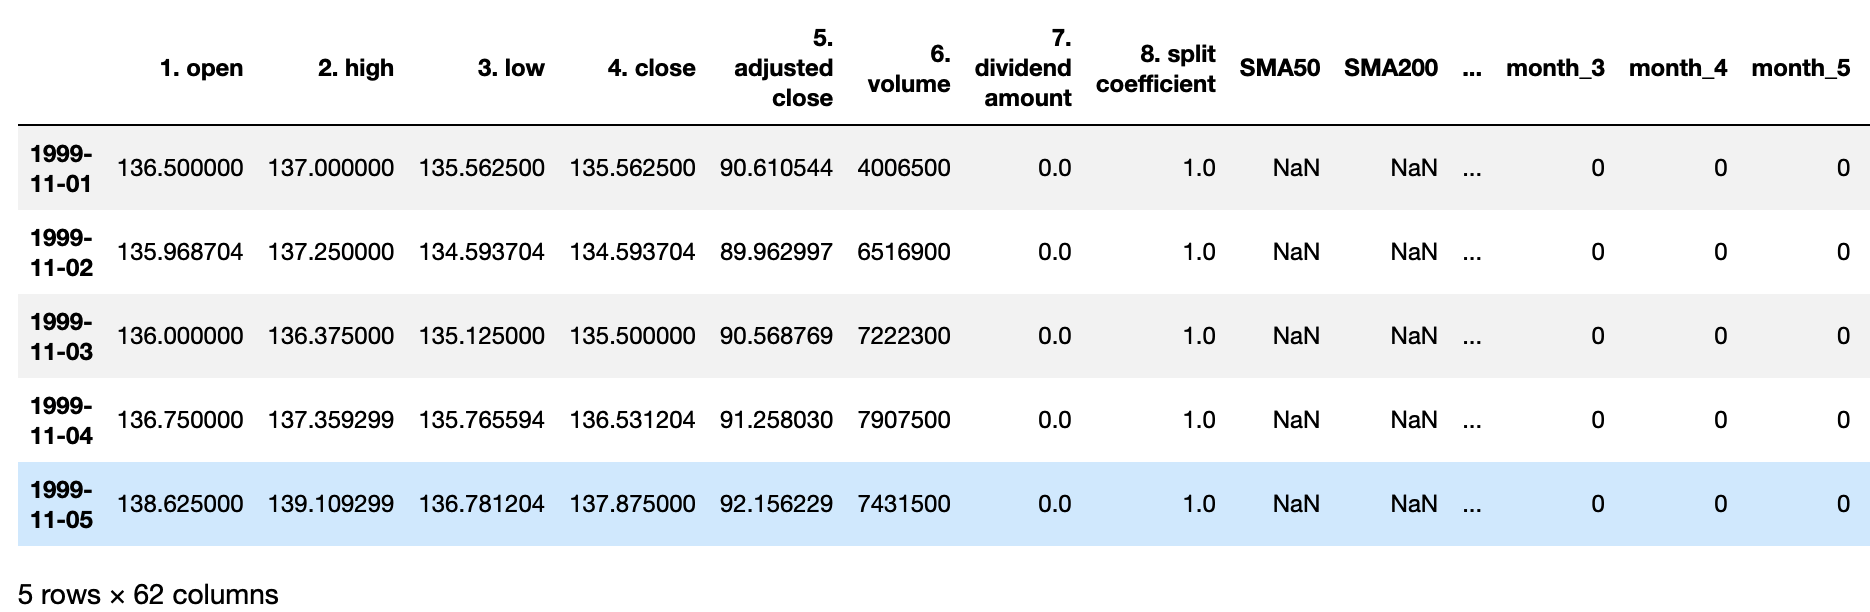 1. open 2. high 3. low 4. close 5. adjusted close 6. volume 7. dividend amount 8. split coefficient SMA50 SMA200 ... month_3 month_4 month_5
1999-11-01 136.500000 137.000000 135.562500 135.562500 90.610544 4006500 0.0 1.0 NaN NaN ... 0 0 0
1999-11-02 135.968704 137.250000 134.593704 134.593704 89.962997 6516900 0.0 1.0 NaN NaN ... 0 0 0
1999-11-03 136.000000 136.375000 135.125000 135.500000 90.568769 7222300 0.0 1.0 NaN NaN ... 0 0 0
1999-11-04 136.750000 137.359299 135.765594 136.531204 91.258030 7907500 0.0 1.0 NaN NaN ... 0 0 0
1999-11-05 138.625000 139.109299 136.781204 137.875000 92.156229 7431500 0.0 1.0 NaN NaN ... 0 0 0
5 rows × 62 columns